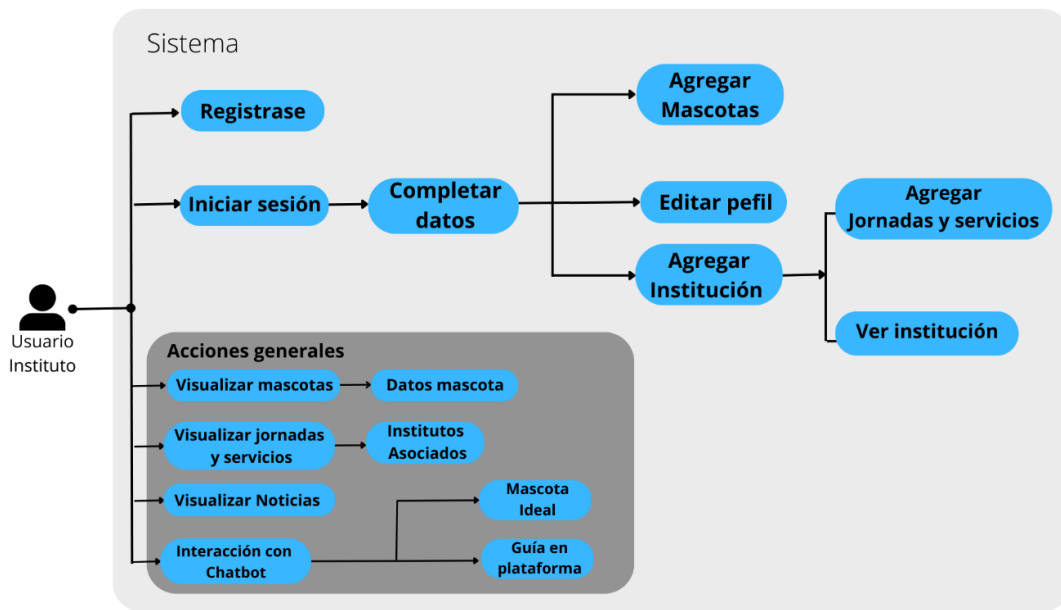 Sistema
Registrase
Iniciar sesión
Completar
datos
Agregar
Mascotas
Editar pefil
Agregar
Institución
Agregar
Jornadas y servicios
Ver institución
Usuario
Instituto
Acciones generales
Visualizar mascotas
Datos mascota
Visualizar jornadas
y servicios
Institutos
Asociados
Visualizar Noticias
Mascota
Ideal
Interacción con
Chatbot
Guía en
plataforma